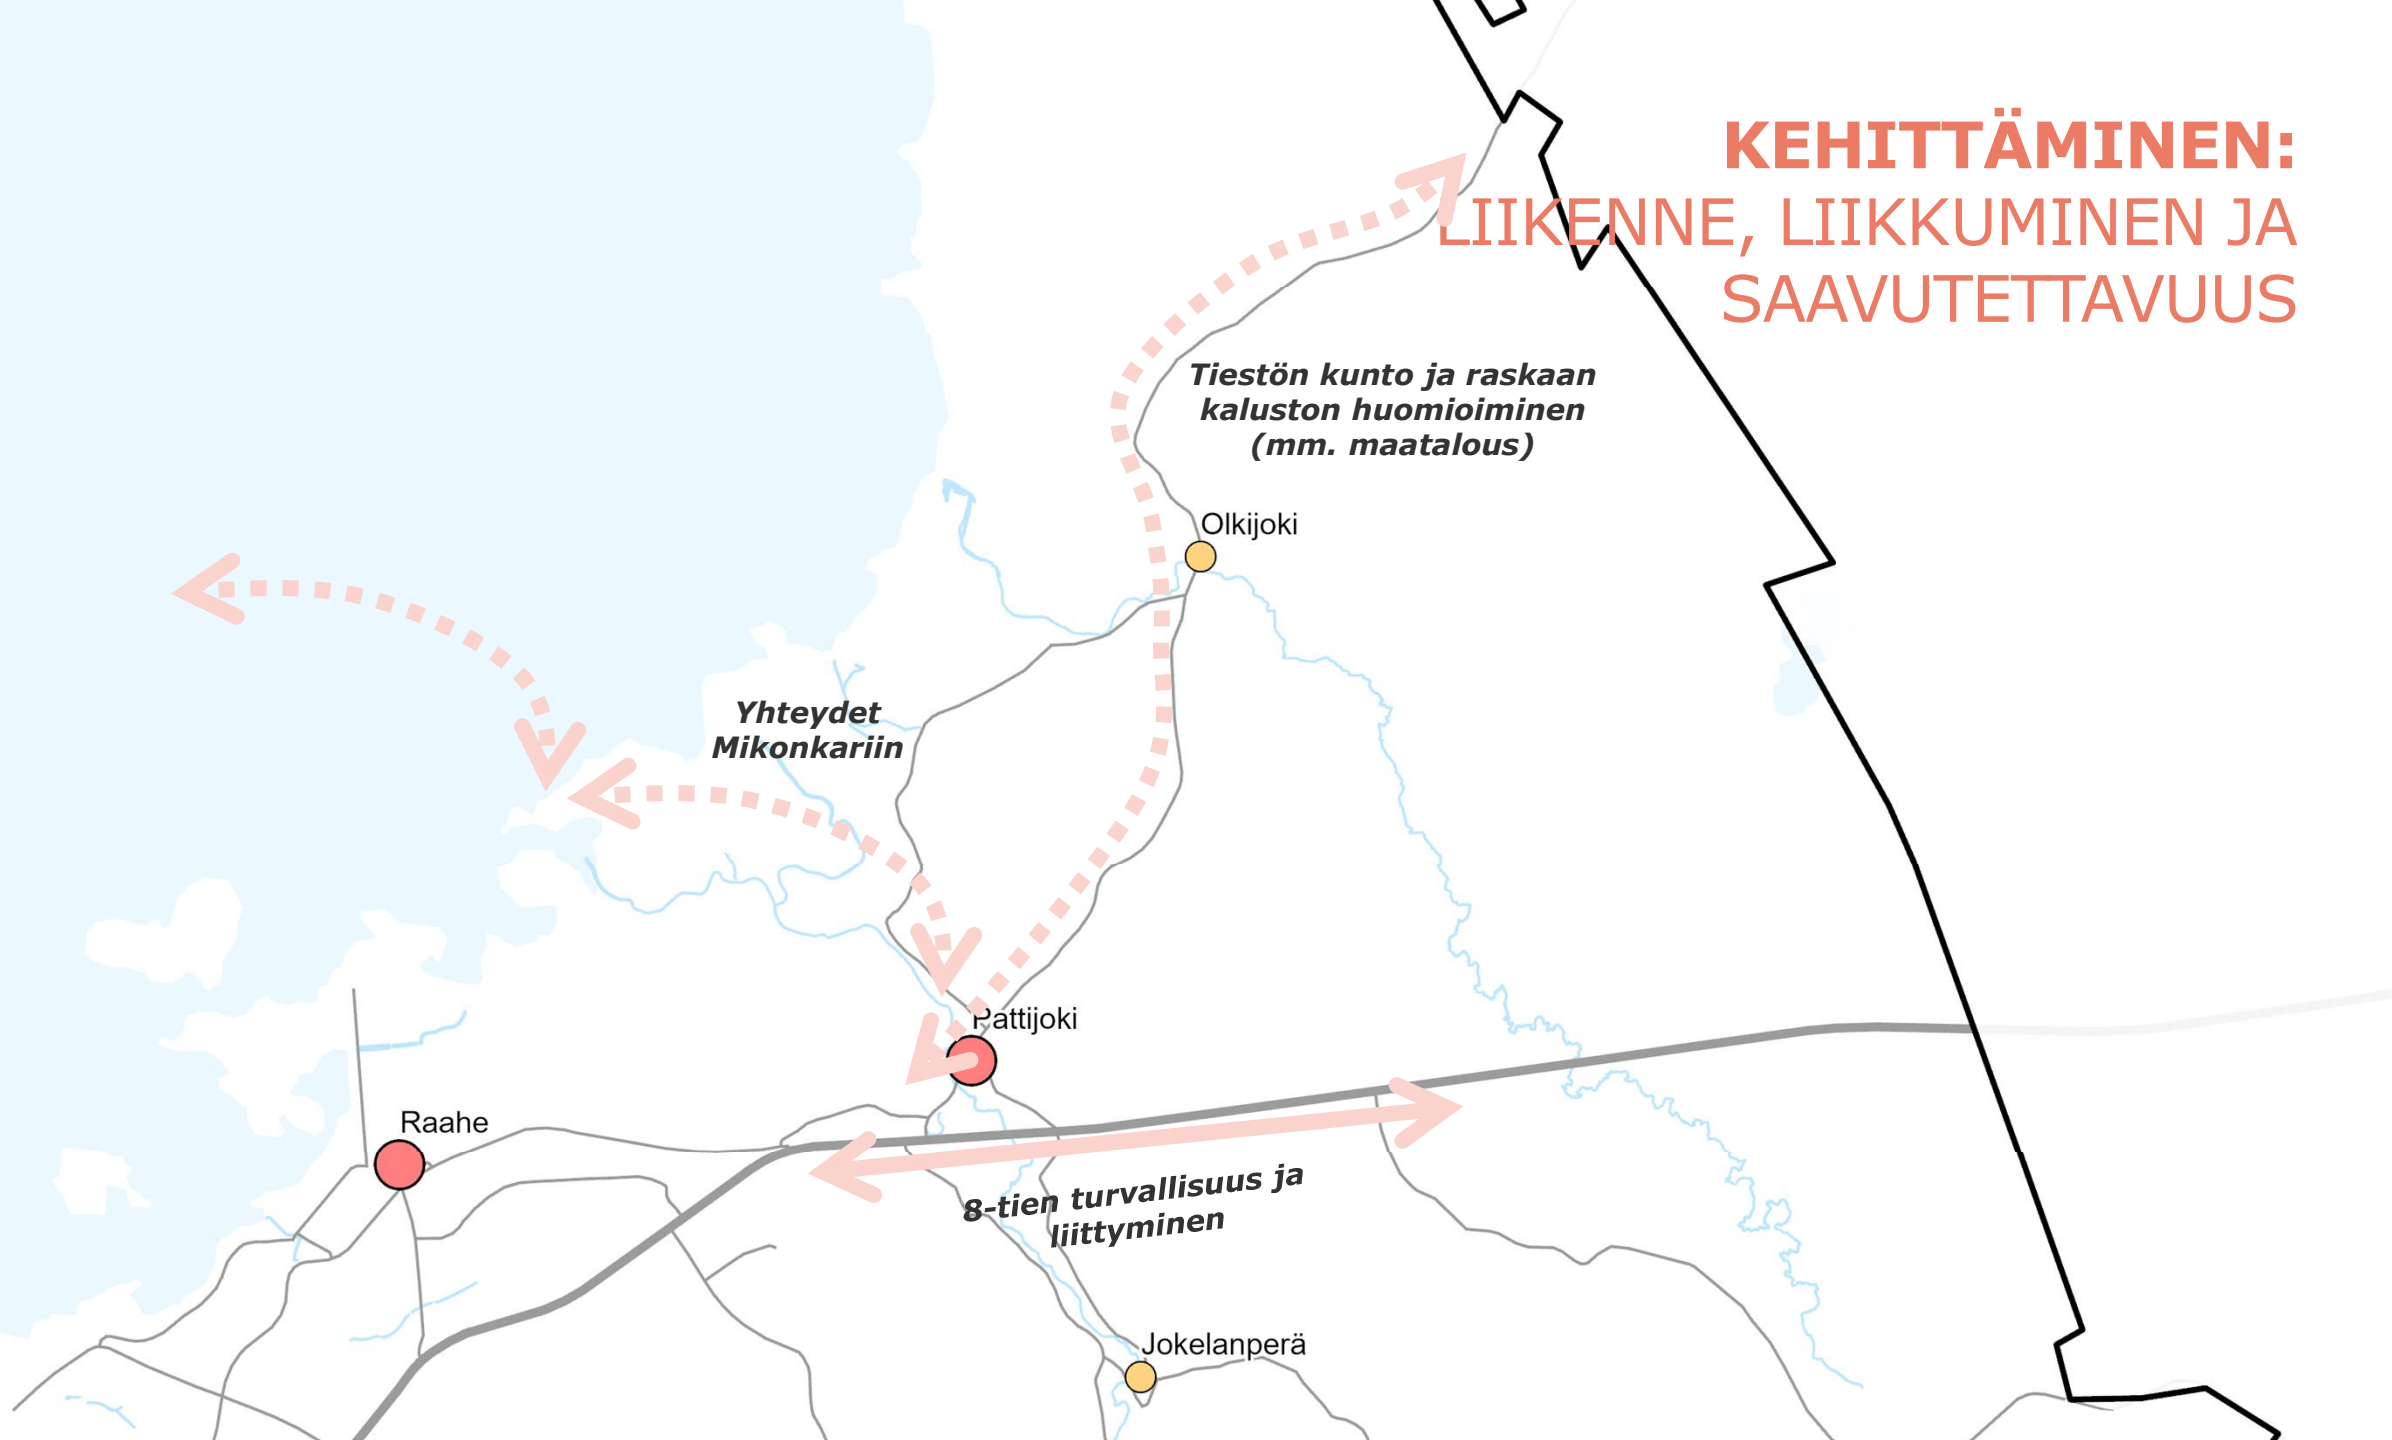 KEHITTÄMINEN:
LIIKENNE, LIIKKUMINEN JA
SAAVUTETTAVUUS
Tiestön kunto ja raskaan
kaluston huomioiminen
(mm. maatalous)
Olkijoki
Yhteydet
Mikonkariin
Pattijoki
Raahe
8-tien turvallisuus ja
liittyminen
Jokelanperä